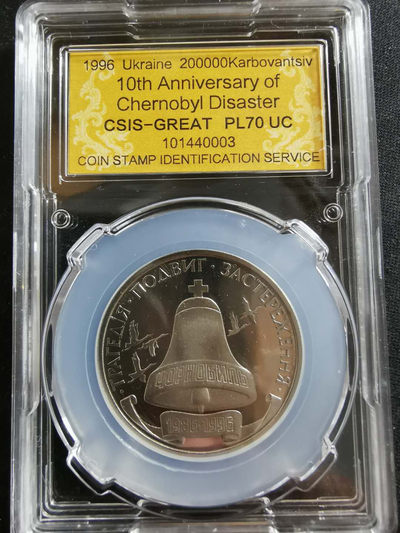 1996 Ukraine 200000Karbovantsiv
10th Anniversary of
Chernobyl Disaster
CSIS-GREAT PL70 UC
101440003
COIN STAMP IDENTIFICATION SERVICE
ТРАГЕДІЯ · ПОДВИГ · ЗАСТЕРЕЖЕННЯ
ЧОРНОБИЛЬ
1986-1996